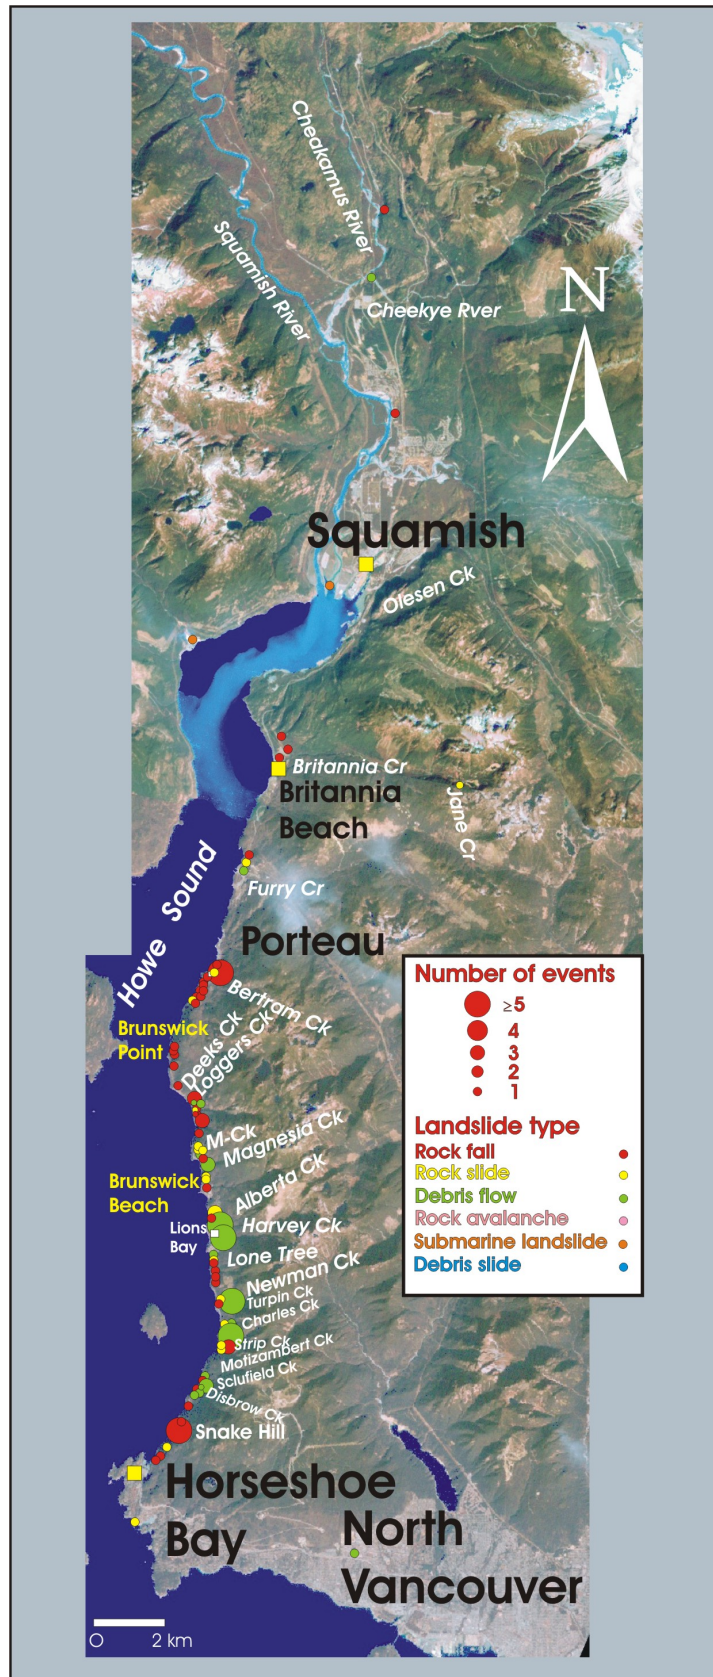 Cheakamus River
Squamish River
N
Cheekye Rver
Squamish
Olesen Ck
Britannia Cr
Britannia
Beach
Jane Cr
Furry Cr
Howe Sound
Porteau
Bertram Ck
Brunswick
Point
Deeks Ck
Loggers Ck
M-Ck
Magnesia Ck
Brunswick
Beach
Alberta Ck
Lions
Bay
Harvey Ck
Lone Tree
Newman Ck
Turpin Ck
Charles Ck
Strip Ck
Motizambert Ck
Sclufield Ck
Disbrow Ck
Snake Hill
Horseshoe
Bay
North
Vancouver
Number of events
≥5
4
3
2
1
Landslide type
Rock fall
Rock slide
Debris flow
Rock avalanche
Submarine landslide
Debris slide
0 2 km